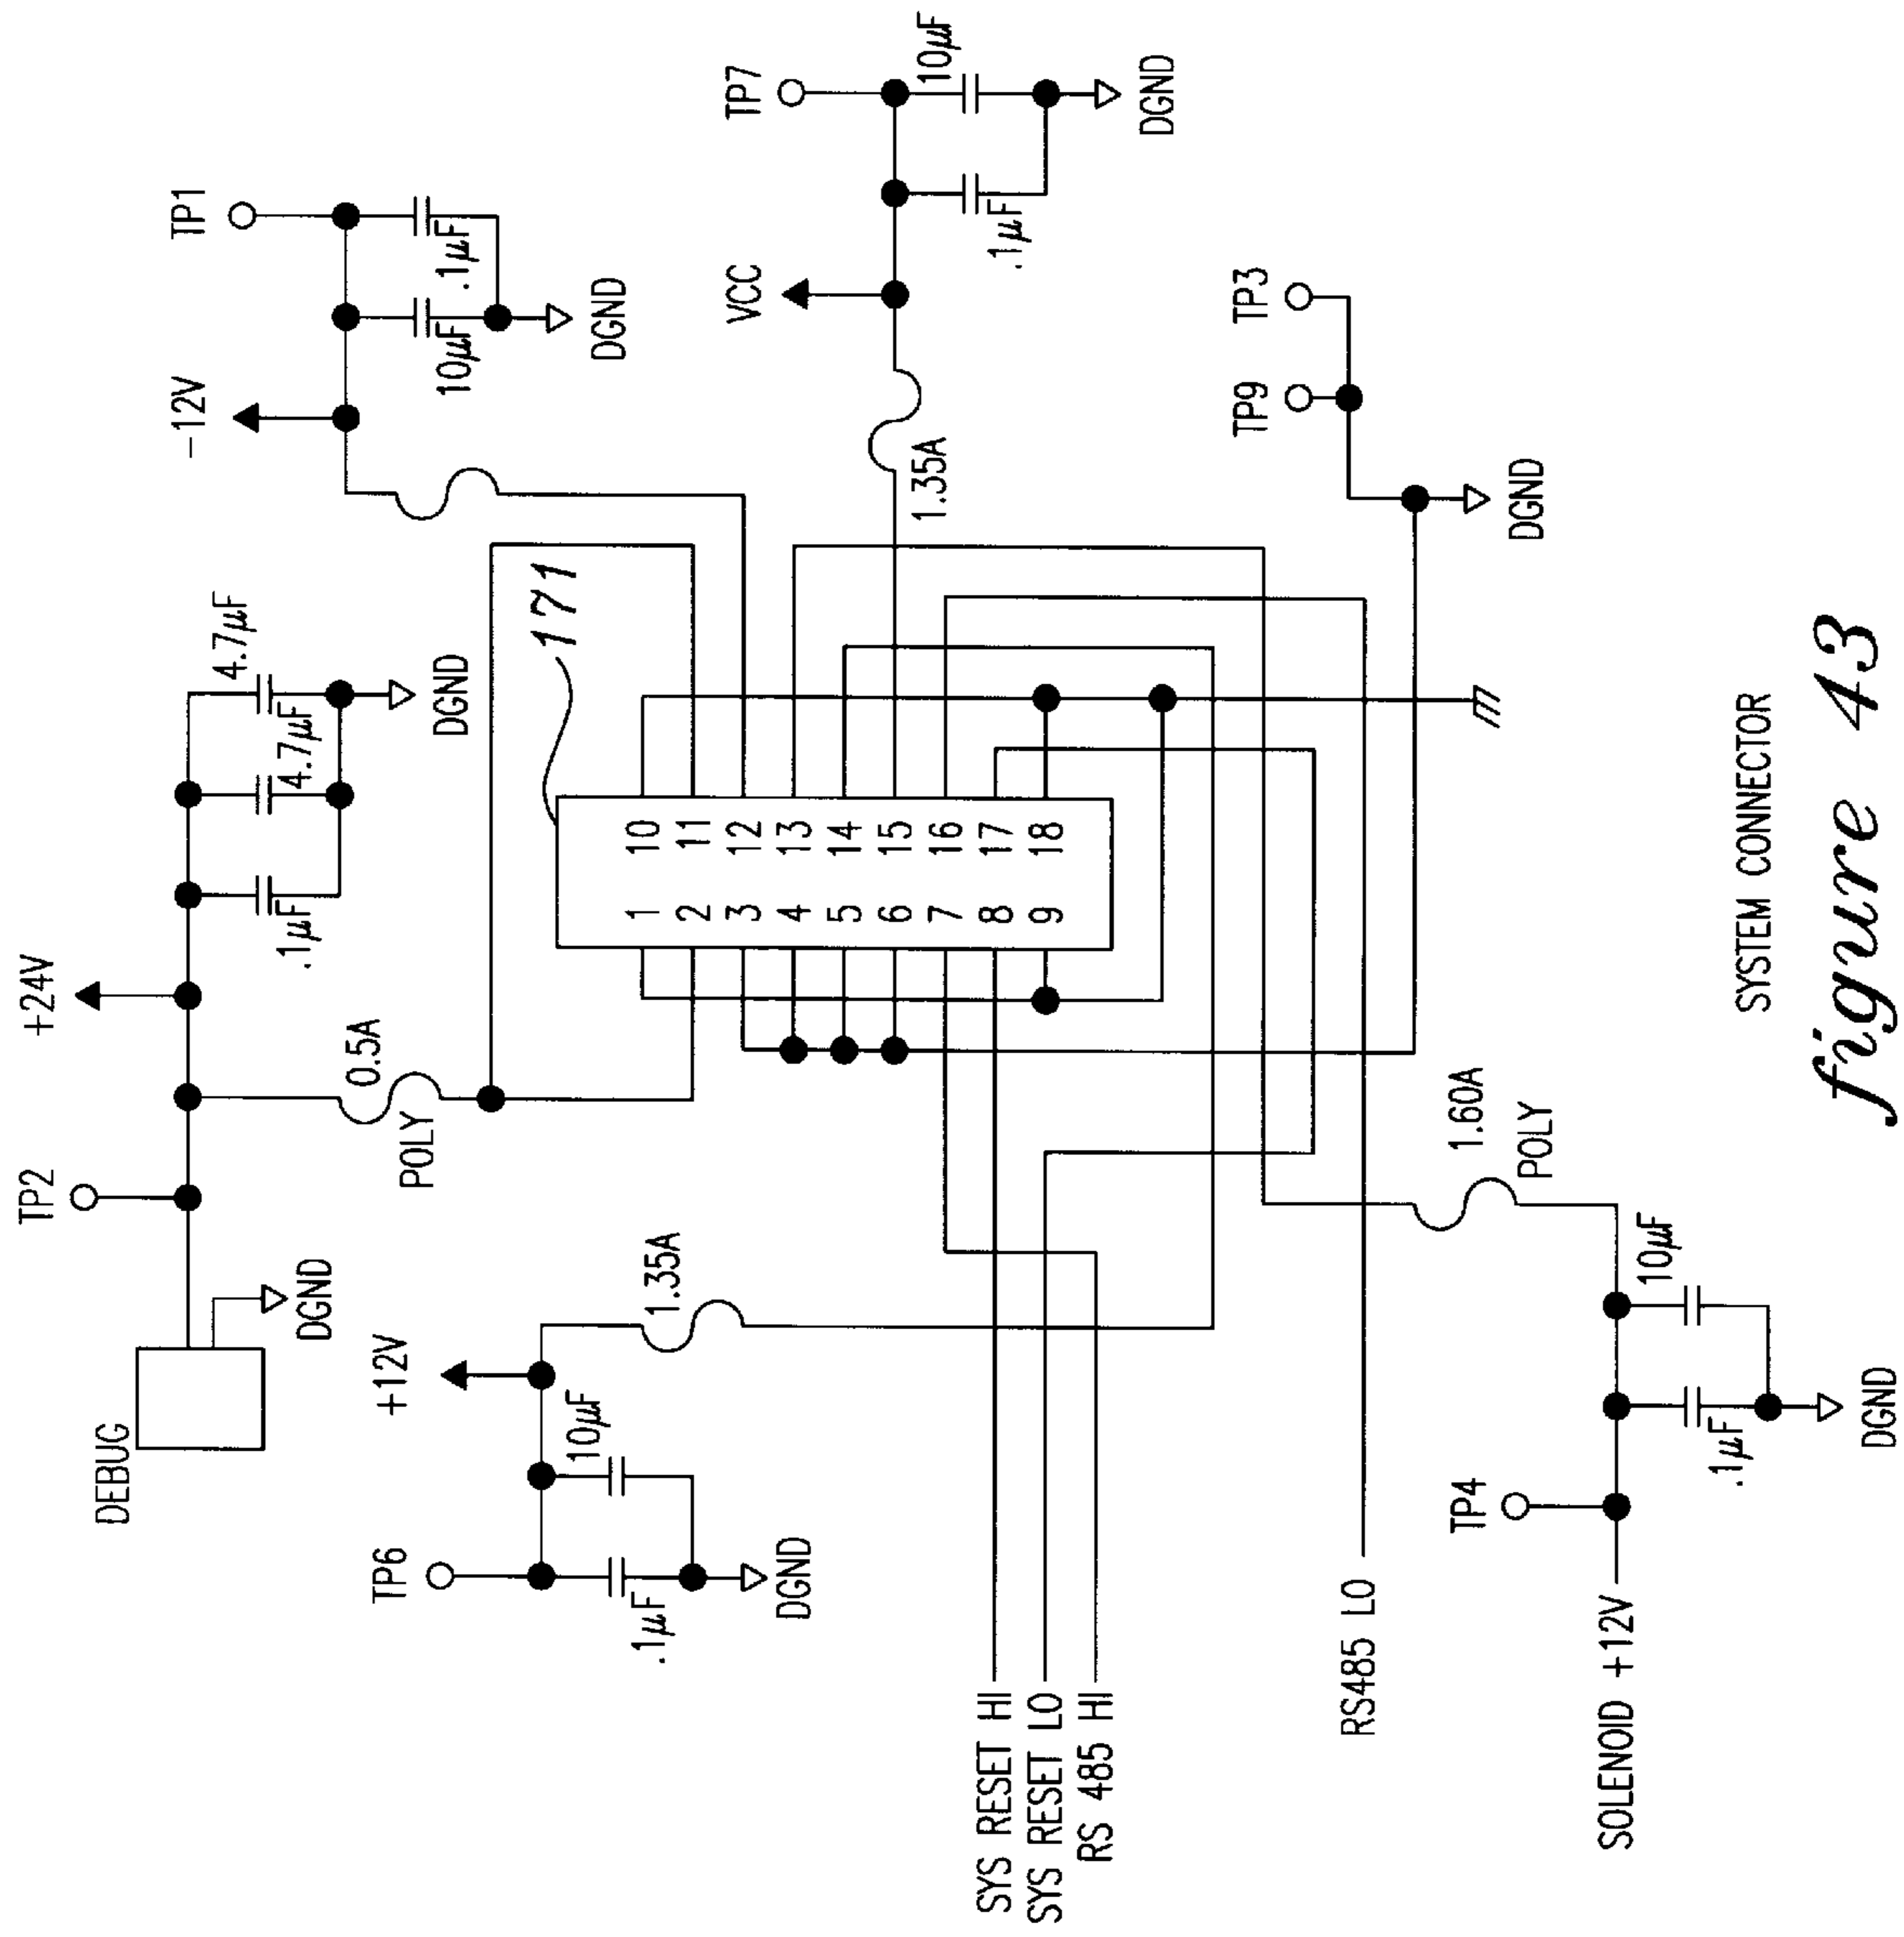 TP2
+24V
DEBUG
DGND
0.5A
POLY
.1µF
4.7µF
4.7µF
DGND
-12V
TP1
10µF
.1µF
DGND
TP6
+12V
.1µF
10µF
DGND
1.35A
171
1 10
2 11
3 12
4 13
5 14
6 15
7 16
8 17
9 18
VCC
TP7
1.35A
.1µF
10µF
DGND
TP9
TP3
DGND
SYS RESET HI
SYS RESET LO
RS 485 HI
RS485 LO
SOLENOID +12V
TP4
.1µF
10µF
DGND
1.60A
POLY
SYSTEM CONNECTOR
figure 43